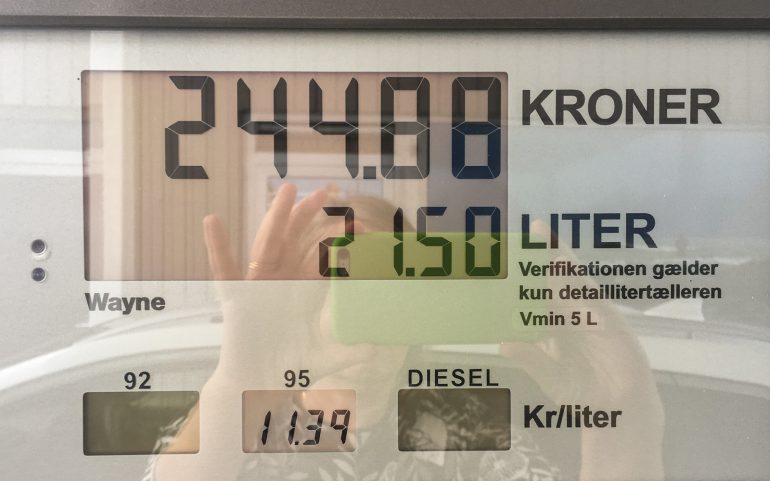 244.88 KRONER
21.50 LITER
Verifikationen gælder
kun detaillitertælleren
Vmin 5 L
Wayne
92 95 DIESEL
11.39 Kr/liter